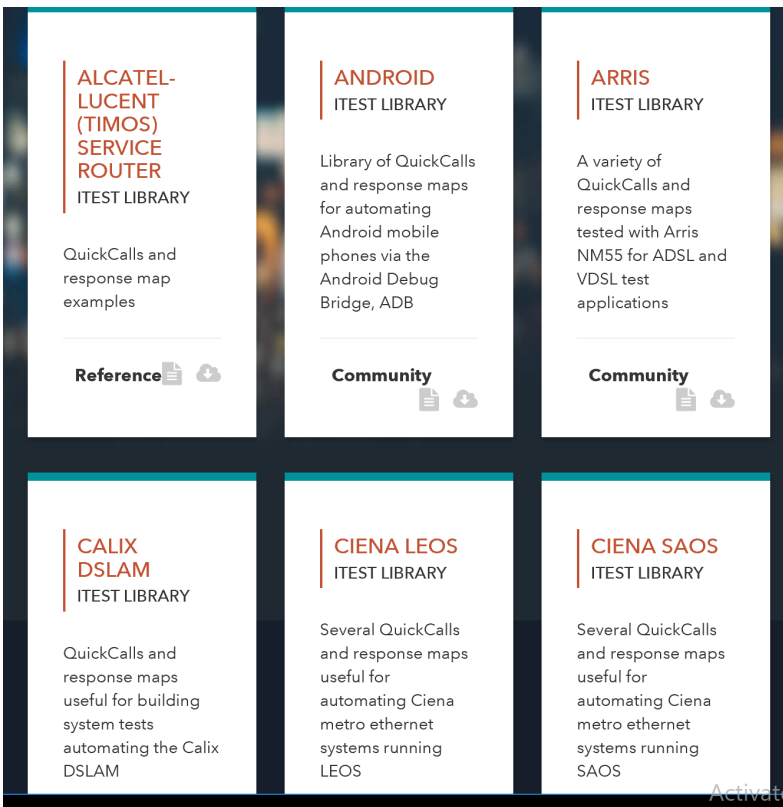 ALCATEL-
LUCENT
(TIMOS)
SERVICE
ROUTER
ITEST LIBRARY
QuickCalls and
response map
examples
Reference
ANDROID
ITEST LIBRARY
Library of QuickCalls
and response maps
for automating
Android mobile
phones via the
Android Debug
Bridge, ADB
Community
ARRIS
ITEST LIBRARY
A variety of
QuickCalls and
response maps
tested with Arris
NM55 for ADSL and
VDSL test
applications
Community
CALIX
DSLAM
ITEST LIBRARY
QuickCalls and
response maps
useful for building
system tests
automating the Calix
DSLAM
CIENA LEOS
ITEST LIBRARY
Several QuickCalls
and response maps
useful for
automating Ciena
metro ethernet
systems running
LEOS
CIENA SAOS
ITEST LIBRARY
Several QuickCalls
and response maps
useful for
automating Ciena
metro ethernet
systems running
SAOS